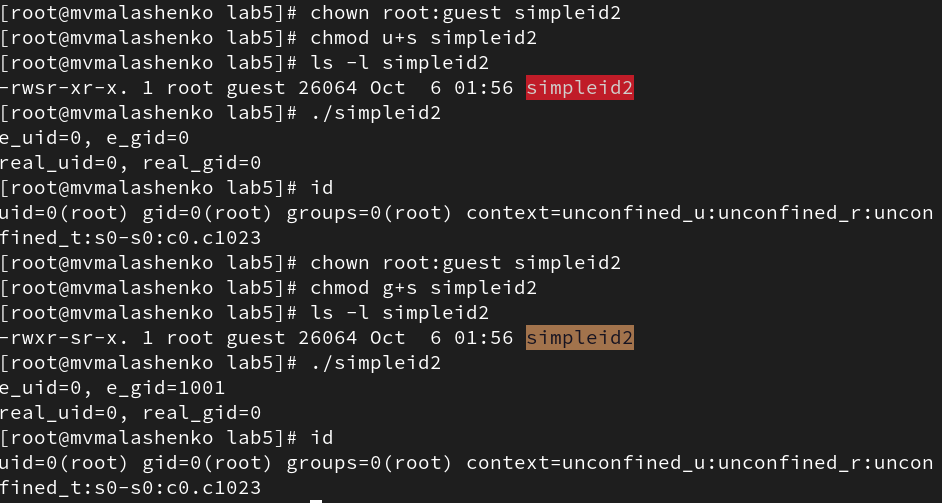 [root@mvmalashenko lab5]# chown root:guest simpleid2
[root@mvmalashenko lab5]# chmod u+s simpleid2
[root@mvmalashenko lab5]# ls -l simpleid2
-rwsr-xr-x. 1 root guest 26064 Oct  6 01:56 simpleid2
[root@mvmalashenko lab5]# ./simpleid2
e_uid=0, e_gid=0
real_uid=0, real_gid=0
[root@mvmalashenko lab5]# id
uid=0(root) gid=0(root) groups=0(root) context=unconfined_u:unconfined_r:uncon
fined_t:s0-s0:c0.c1023
[root@mvmalashenko lab5]# chown root:guest simpleid2
[root@mvmalashenko lab5]# chmod g+s simpleid2
[root@mvmalashenko lab5]# ls -l simpleid2
-rwxr-sr-x. 1 root guest 26064 Oct  6 01:56 simpleid2
[root@mvmalashenko lab5]# ./simpleid2
e_uid=0, e_gid=1001
real_uid=0, real_gid=0
[root@mvmalashenko lab5]# id
uid=0(root) gid=0(root) groups=0(root) context=unconfined_u:unconfined_r:uncon
fined_t:s0-s0:c0.c1023